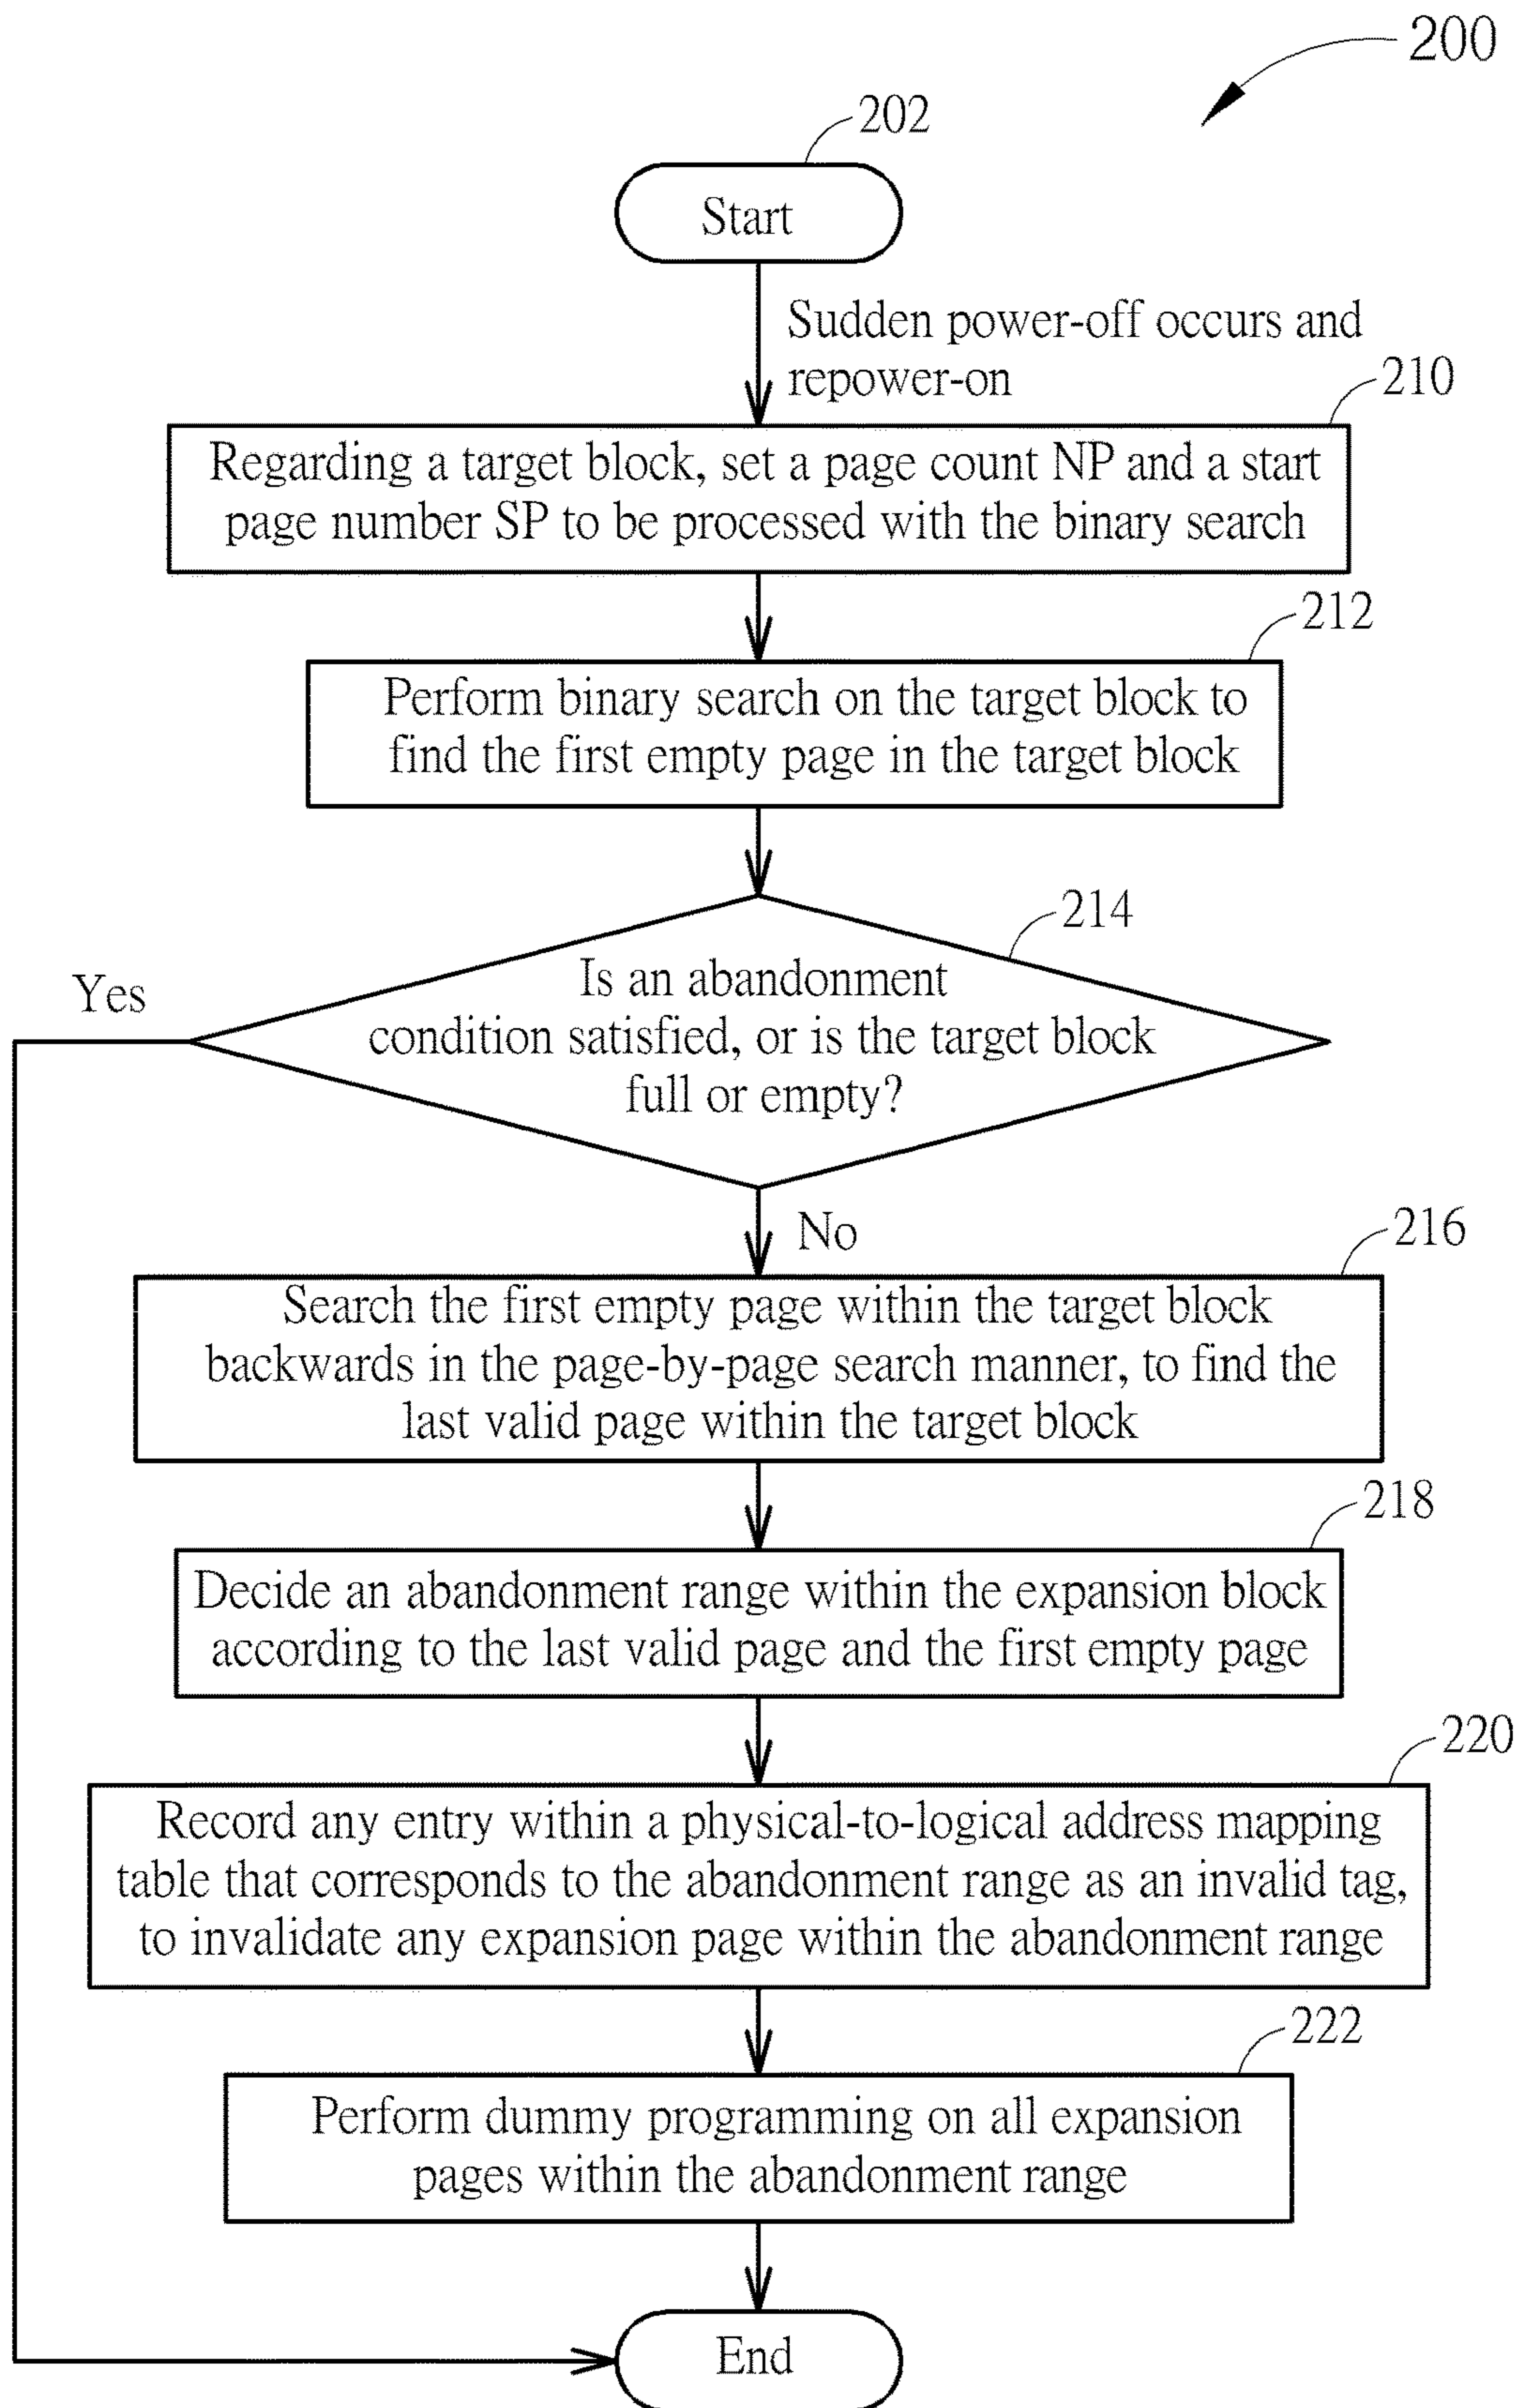 200
202
Start
Sudden power-off occurs and
repower-on
210
Regarding a target block, set a page count NP and a start
page number SP to be processed with the binary search
212
Perform binary search on the target block to
find the first empty page in the target block
214
Is an abandonment
condition satisfied, or is the target block
full or empty?
Yes
No
216
Search the first empty page within the target block
backwards in the page-by-page search manner, to find the
last valid page within the target block
218
Decide an abandonment range within the expansion block
according to the last valid page and the first empty page
220
Record any entry within a physical-to-logical address mapping
table that corresponds to the abandonment range as an invalid tag,
to invalidate any expansion page within the abandonment range
222
Perform dummy programming on all expansion
pages within the abandonment range
End